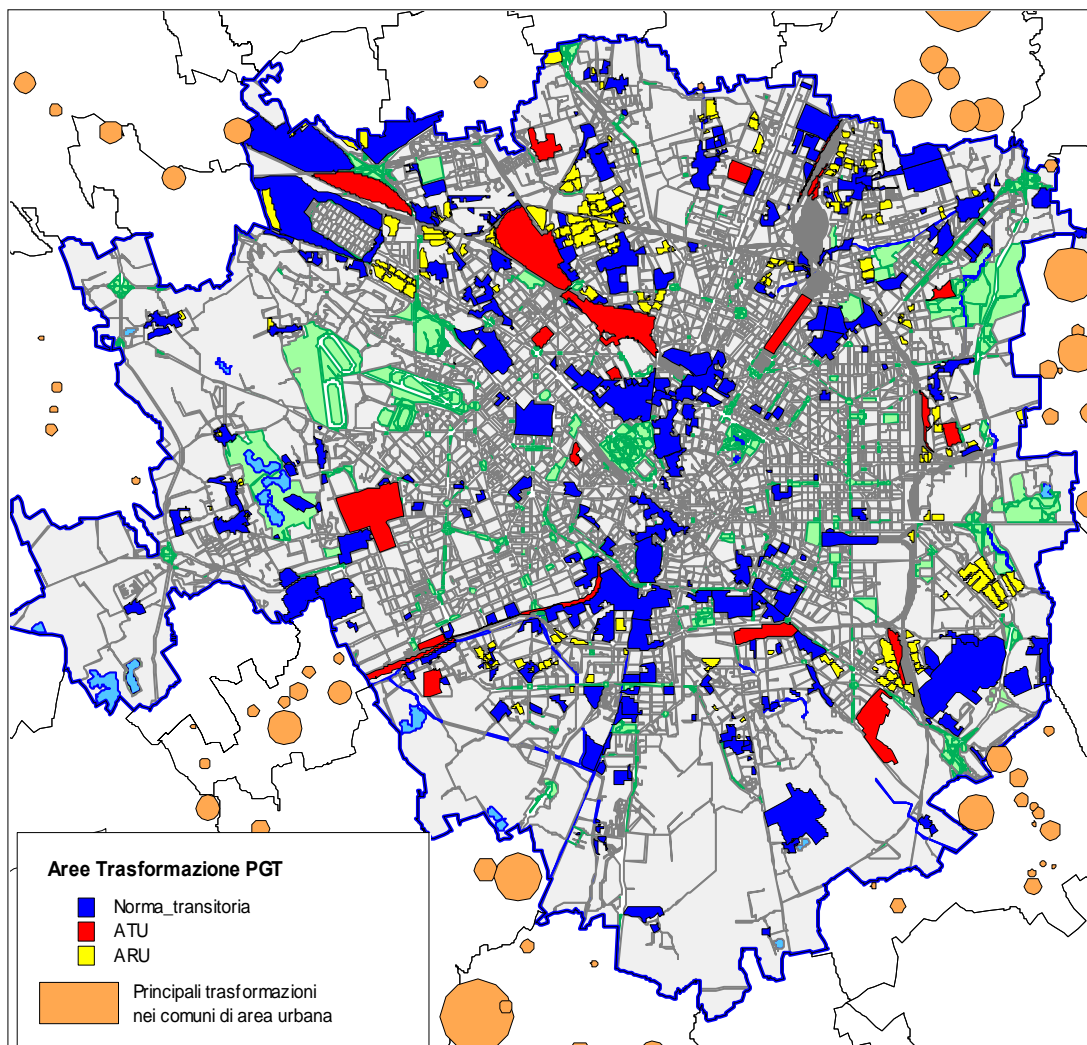 Aree Trasformazione PGT
Norma_transitoria
ATU
ARU
Principali trasformazioni
nei comuni di area urbana